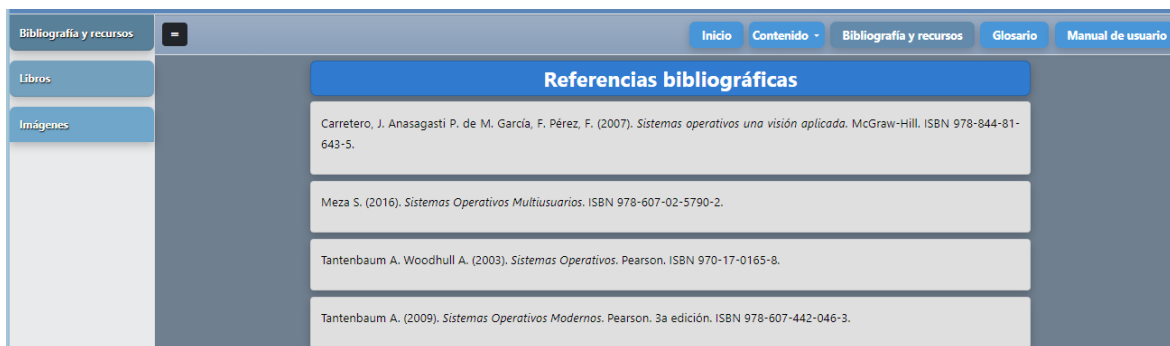 Bibliografía y recursos
=
Inicio
Contenido
Bibliografía y recursos
Glosario
Manual de usuario
Libros
Imágenes
Referencias bibliográficas
Carretero, J. Anasagasti P. de M. García, F. Pérez, F. (2007). Sistemas operativos una visión aplicada. McGraw-Hill. ISBN 978-844-81-
643-5.
Meza S. (2016). Sistemas Operativos Multiusuarios. ISBN 978-607-02-5790-2.
Tantenbaum A. Woodhull A. (2003). Sistemas Operativos. Pearson. ISBN 970-17-0165-8.
Tantenbaum A. (2009). Sistemas Operativos Modernos. Pearson. 3a edición. ISBN 978-607-442-046-3.